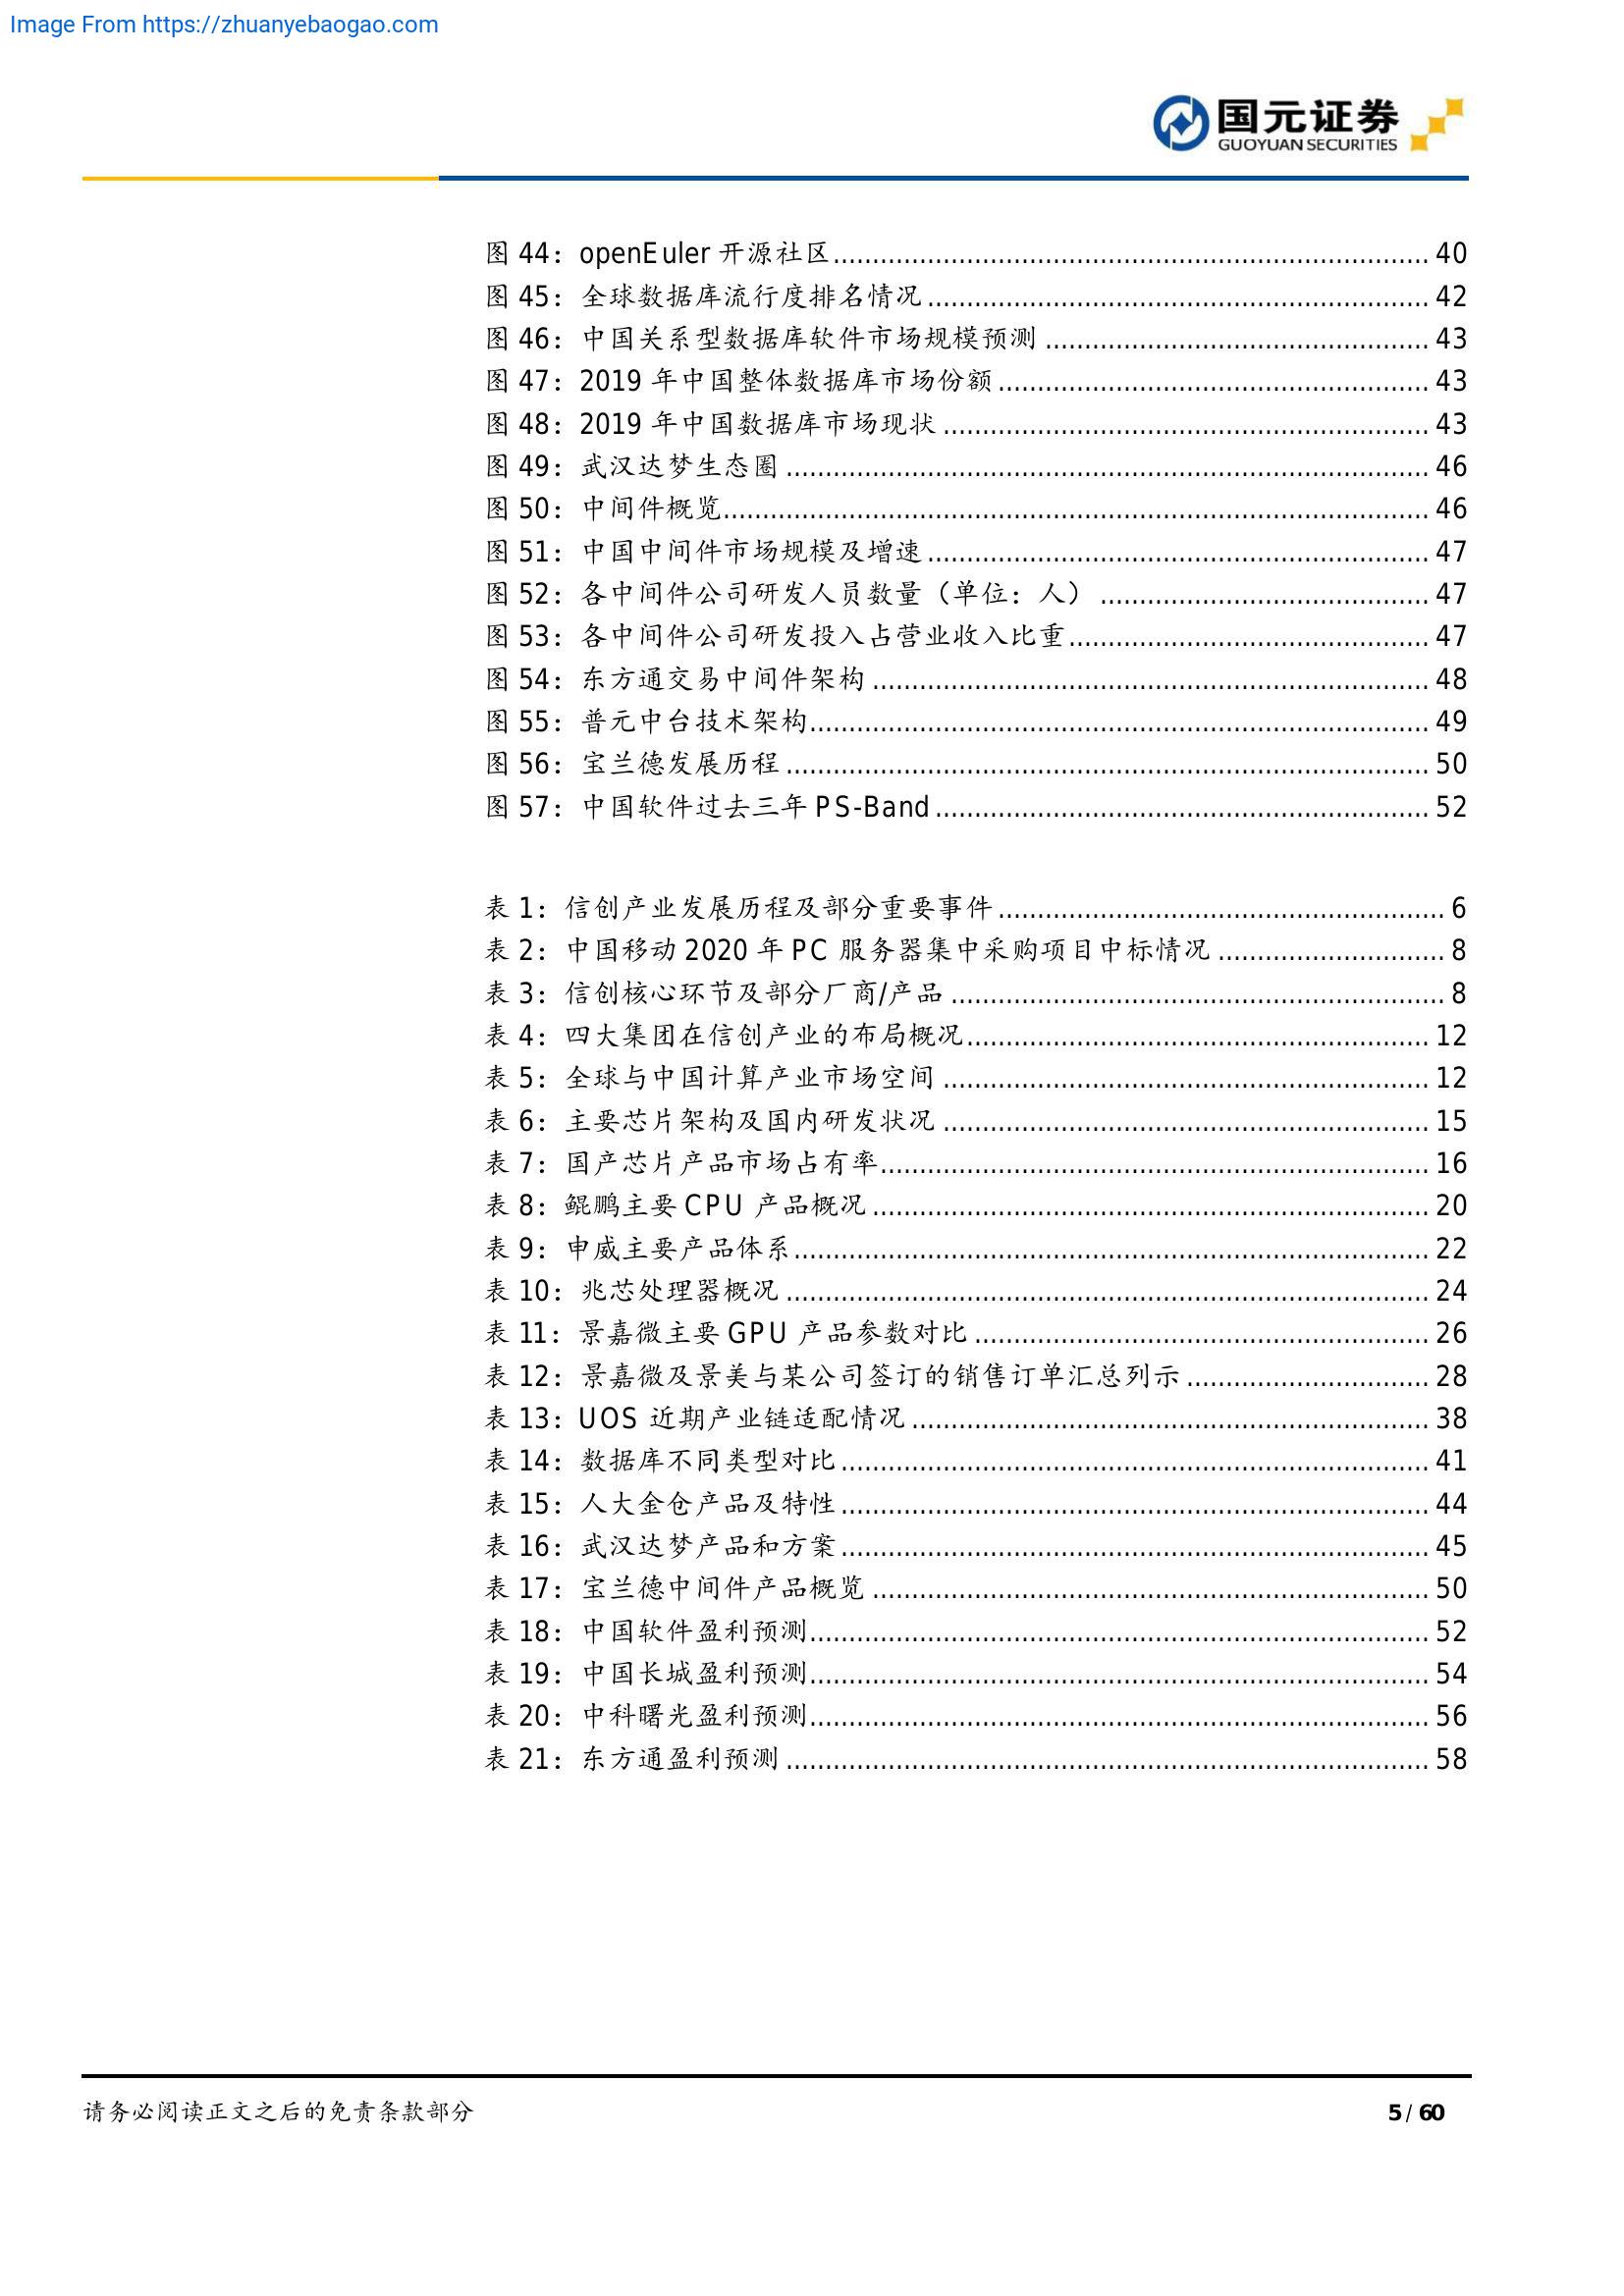 Image From https://zhuanyebaogao.com
国元证券
GUOYUAN SECURITIES
图 44：openEuler 开源社区........................................ 40
图 45：全球数据库流行度排名情况........................................ 42
图 46：中国关系型数据库软件市场规模预测........................................ 43
图 47：2019 年中国整体数据库市场份额........................................ 43
图 48：2019 年中国数据库市场现状........................................ 43
图 49：武汉达梦生态圈........................................ 46
图 50：中间件概览........................................ 46
图 51：中国中间件市场规模及增速........................................ 47
图 52：各中间件公司研发人员数量（单位：人）........................................ 47
图 53：各中间件公司研发投入占营业收入比重........................................ 47
图 54：东方通交易中间件架构........................................ 48
图 55：普元中台技术架构........................................ 49
图 56：宝兰德发展历程........................................ 50
图 57：中国软件过去三年 PS-Band........................................ 52
表 1：信创产业发展历程及部分重要事件........................................ 6
表 2：中国移动 2020 年 PC 服务器集中采购项目中标情况........................................ 8
表 3：信创核心环节及部分厂商/产品........................................ 8
表 4：四大集团在信创产业的布局概况........................................ 12
表 5：全球与中国计算产业市场空间........................................ 12
表 6：主要芯片架构及国内研发状况........................................ 15
表 7：国产芯片产品市场占有率........................................ 16
表 8：鲲鹏主要 CPU 产品概况........................................ 20
表 9：申威主要产品体系........................................ 22
表 10：兆芯处理器概况........................................ 24
表 11：景嘉微主要 GPU 产品参数对比........................................ 26
表 12：景嘉微及景美与某公司签订的销售订单汇总列示........................................ 28
表 13：UOS 近期产业链适配情况........................................ 38
表 14：数据库不同类型对比........................................ 41
表 15：人大金仓产品及特性........................................ 44
表 16：武汉达梦产品和方案........................................ 45
表 17：宝兰德中间件产品概览........................................ 50
表 18：中国软件盈利预测........................................ 52
表 19：中国长城盈利预测........................................ 54
表 20：中科曙光盈利预测........................................ 56
表 21：东方通盈利预测........................................ 58
请务必阅读正文之后的免责条款部分
5 / 60